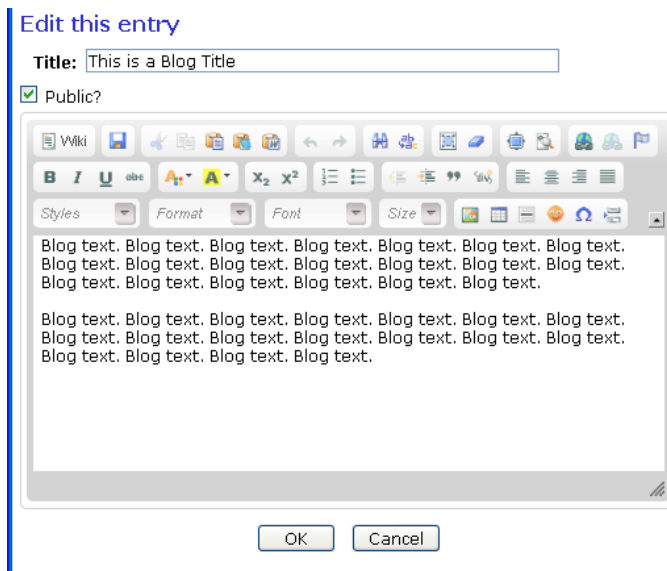 Edit this entry
Title: This is a Blog Title
Public?
Wiki
B I U abc A A X₂ X² ❞ div
Styles Format Font Size Ω
Blog text. Blog text. Blog text. Blog text. Blog text. Blog text. Blog text.
Blog text. Blog text. Blog text. Blog text. Blog text. Blog text. Blog text.
Blog text. Blog text. Blog text. Blog text. Blog text. Blog text.
Blog text. Blog text. Blog text. Blog text. Blog text. Blog text. Blog text.
Blog text. Blog text. Blog text. Blog text. Blog text. Blog text. Blog text.
Blog text. Blog text. Blog text. Blog text.
OK Cancel